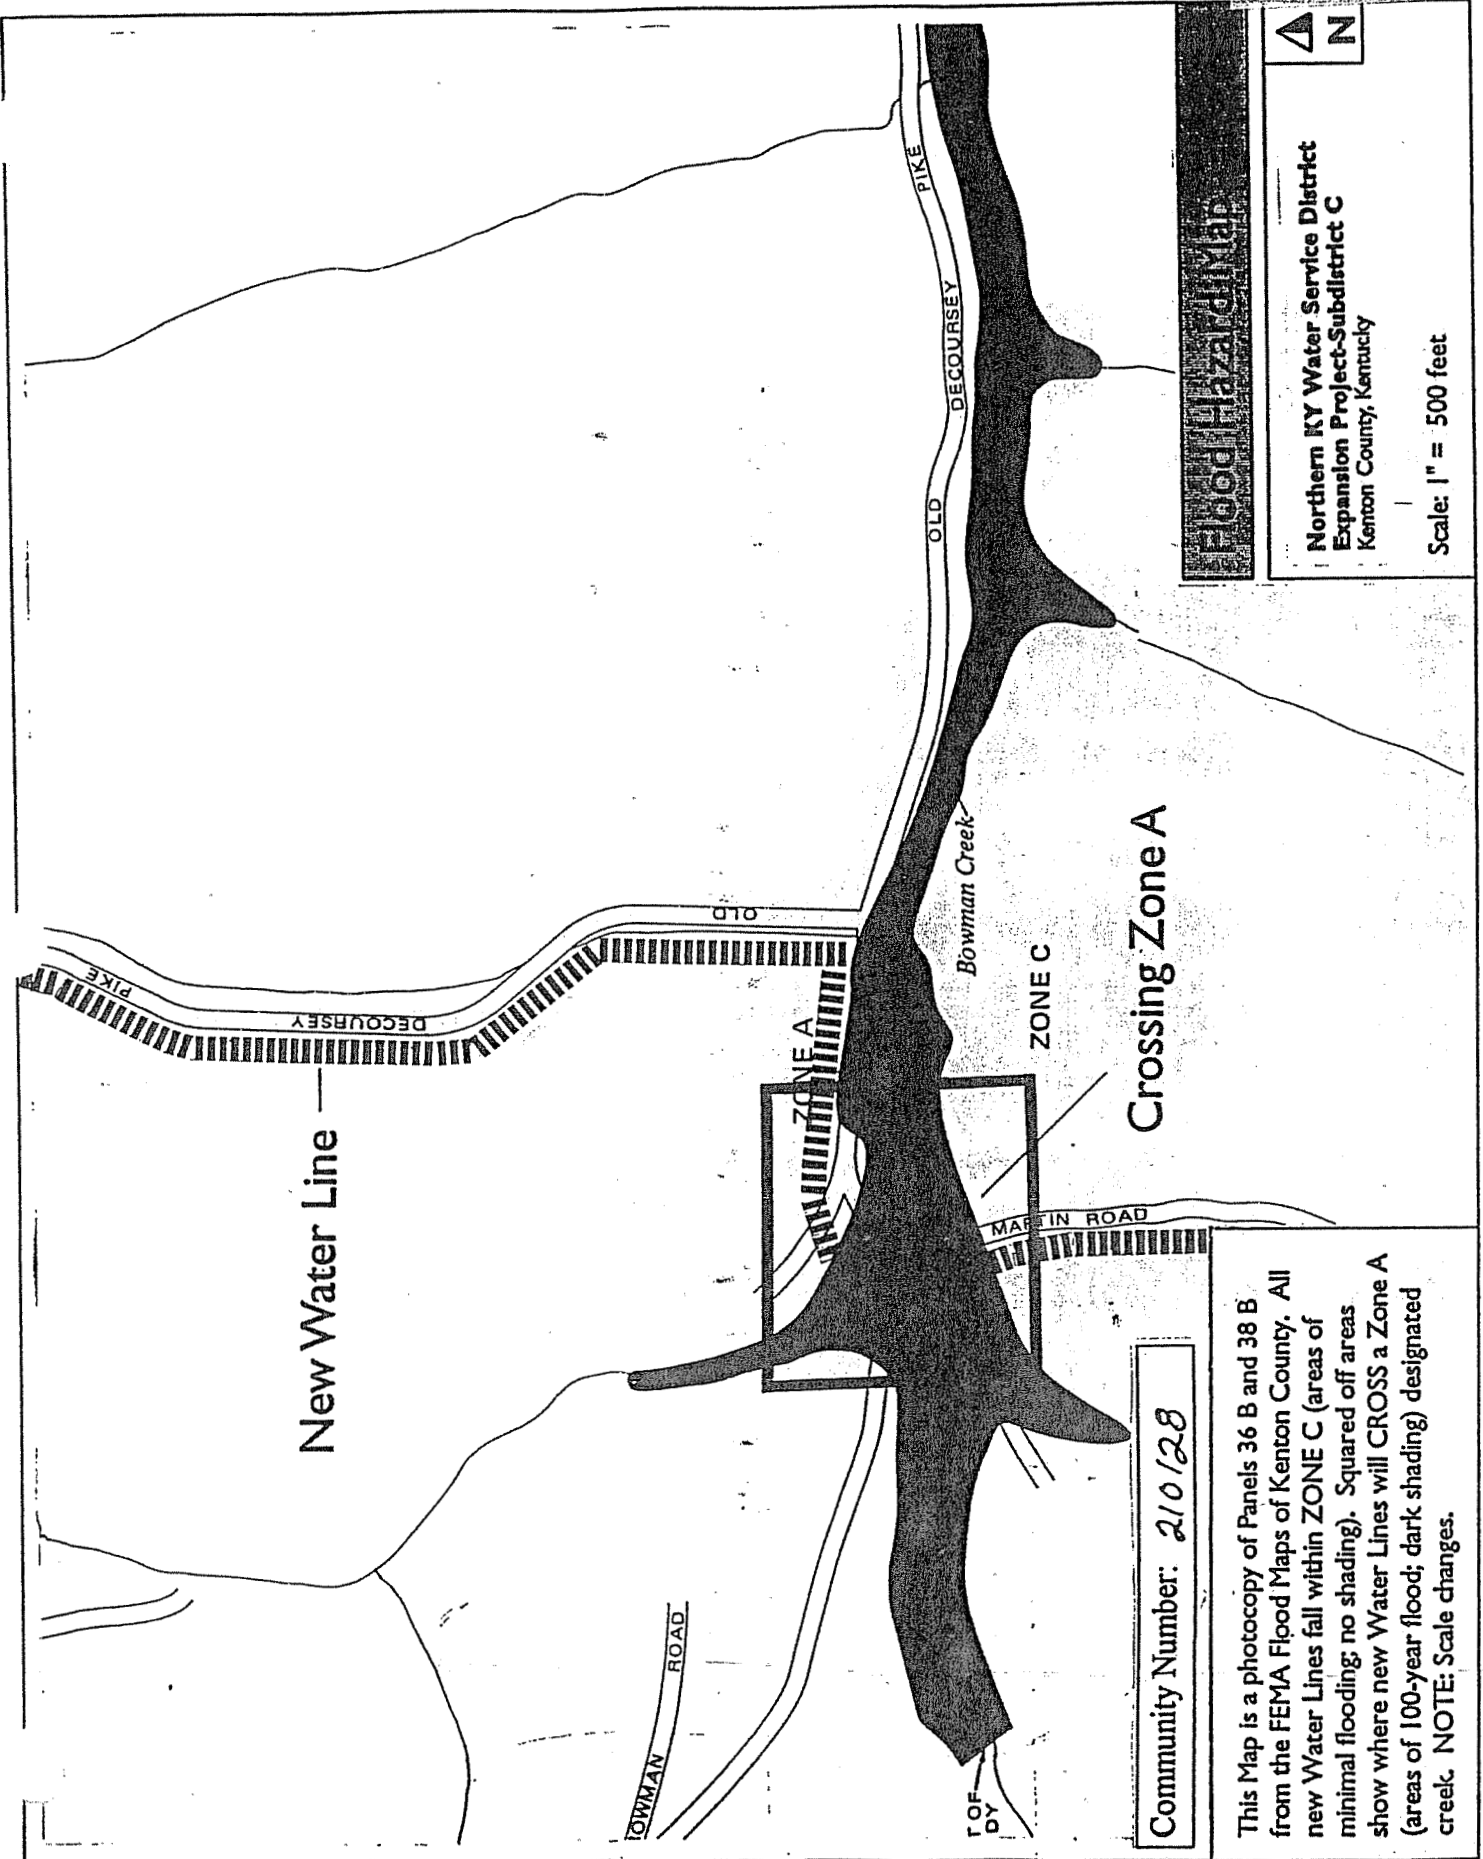 New Water Line
PIKE
DECOURSEY
OLD
ZONE A
OLD
DECOURSEY
PIKE
Bowman Creek
ZONE C
Crossing Zone A
MARTIN ROAD
OWMAN
ROAD
T OF
DY
Community Number: 210128
This Map is a photocopy of Panels 36 B and 38 B
from the FEMA Flood Maps of Kenton County. All
new Water Lines fall within ZONE C (areas of
minimal flooding; no shading). Squared off areas
show where new Water Lines will CROSS a Zone A
(areas of 100-year flood; dark shading) designated
creek. NOTE: Scale changes.
Flood Hazard Map
N
Northern KY Water Service District
Expansion Project-Subdistrict C
Kenton County, Kentucky
Scale: 1" = 500 feet